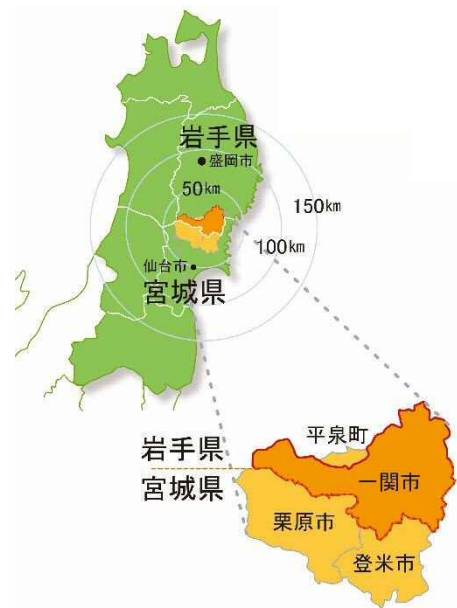 岩手県
盛岡市
50km
150km
100km
仙台市
宮城県
平泉町
岩手県
宮城県
一関市
栗原市
登米市